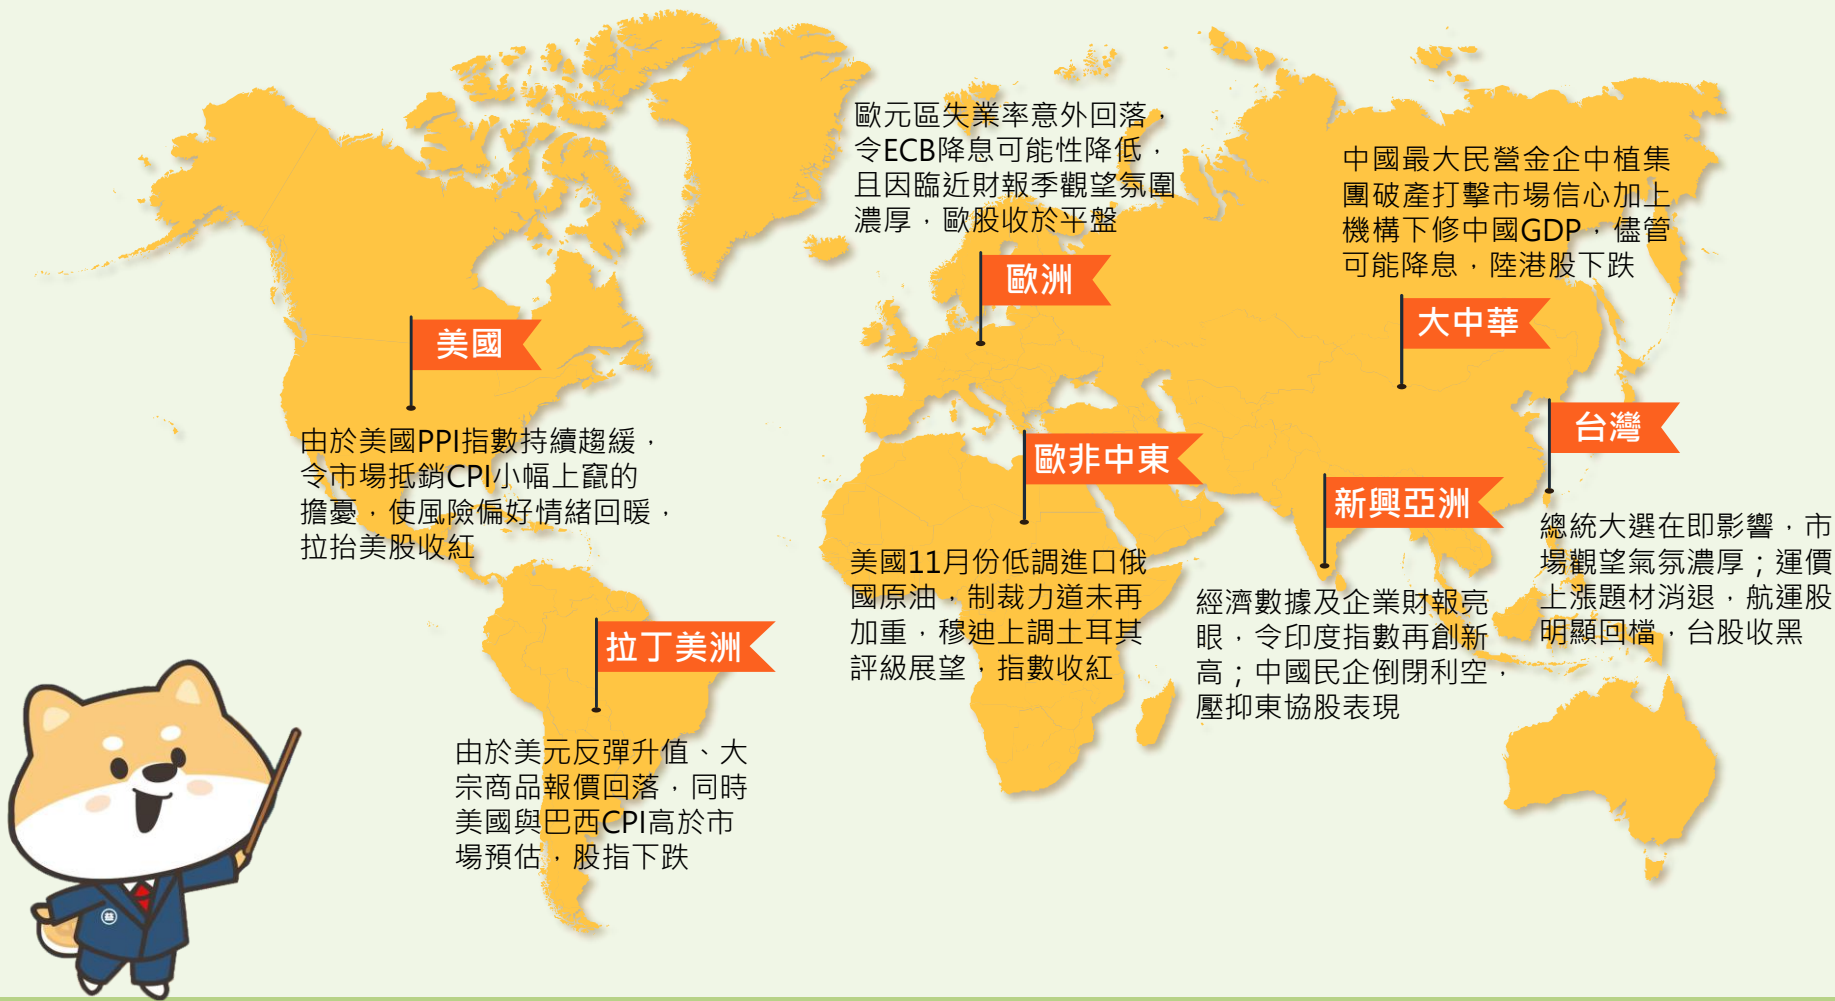 歐洲
歐元區失業率意外回落，
令ECB降息可能性降低，
且因臨近財報季觀望氛圍
濃厚，歐股收於平盤
大中華
中國最大民營金企中植集
團破產打擊市場信心加上
機構下修中國GDP，儘管
可能降息，陸港股下跌
美國
由於美國PPI指數持續趨緩，
令市場抵銷CPI小幅上竄的
擔憂，使風險偏好情緒回暖，
拉抬美股收紅
歐非中東
美國11月份低調進口俄
國原油，制裁力道未再
加重，穆迪上調土耳其
評級展望，指數收紅
新興亞洲
經濟數據及企業財報亮
眼，令印度指數再創新
高；中國民企倒閉利空，
壓抑東協股表現
台灣
總統大選在即影響，市
場觀望氣氛濃厚；運價
上漲題材消退，航運股
明顯回檔，台股收黑
拉丁美洲
由於美元反彈升值、大
宗商品報價回落，同時
美國與巴西CPI高於市
場預估，股指下跌